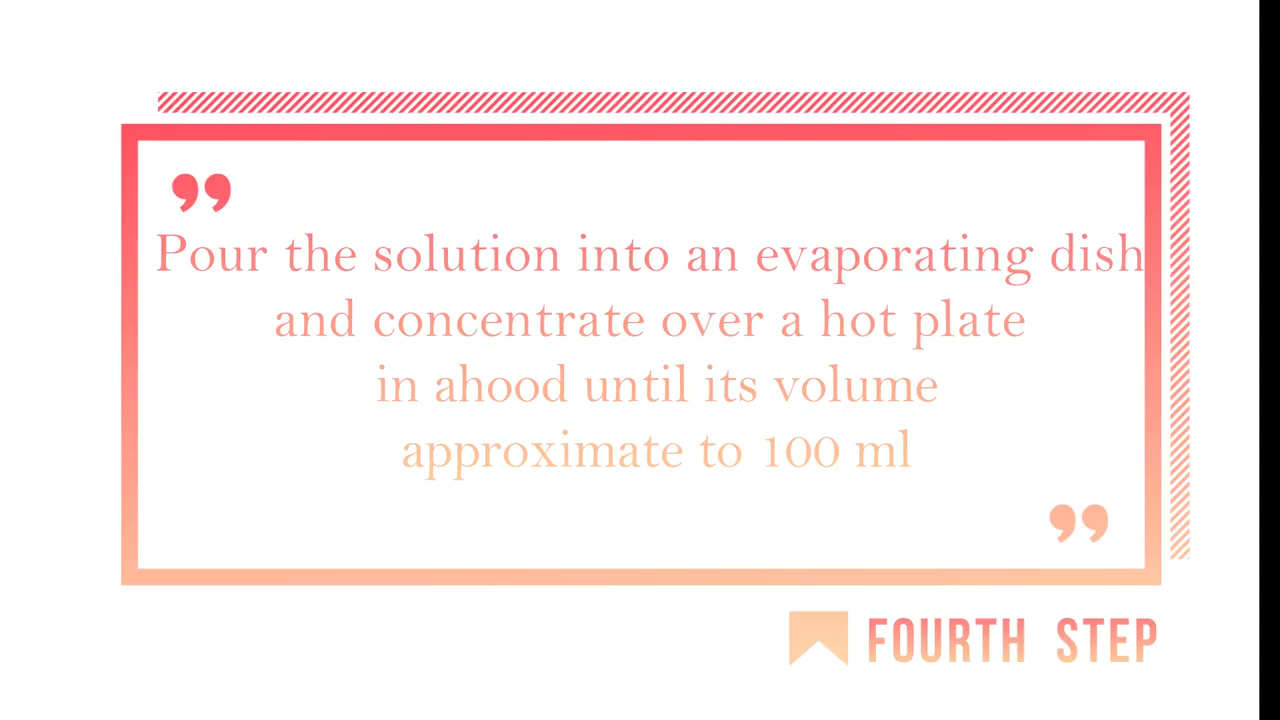 Pour the solution into an evaporating dish
and concentrate over a hot plate
in ahood until its volume
approximate to 100 ml
FOURTH STEP